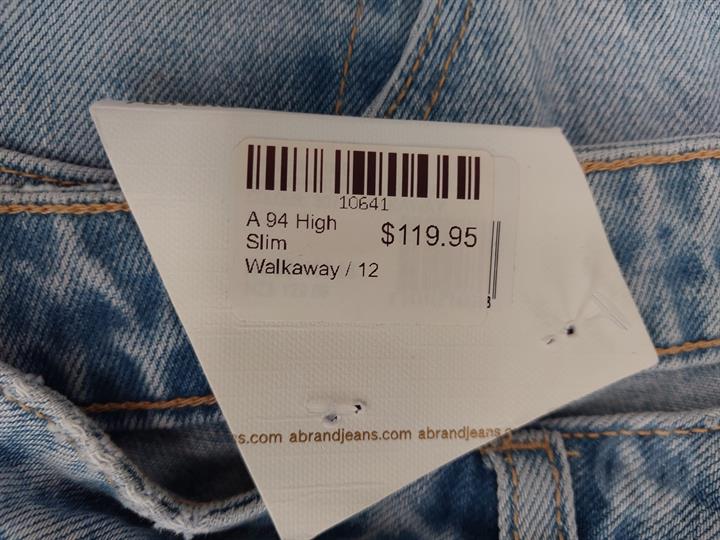 10641
A 94 High
Slim
$119.95
Walkaway / 12
s.com abrandjeans.com abrandjeans.